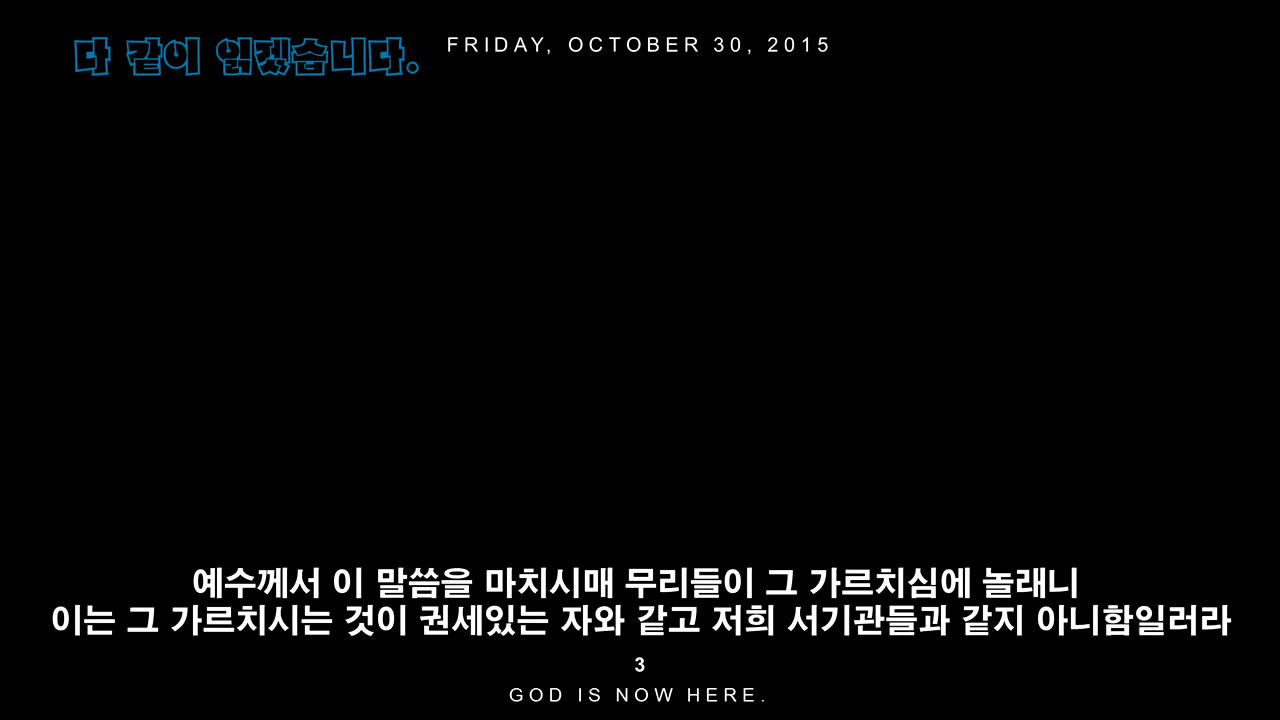 다 같이 읽겠습니다.
FRIDAY, OCTOBER 30, 2015
예수께서 이 말씀을 마치시매 무리들이 그 가르치심에 놀래니
이는 그 가르치시는 것이 권세있는 자와 같고 저희 서기관들과 같지 아니함일러라
3
GOD IS NOW HERE.